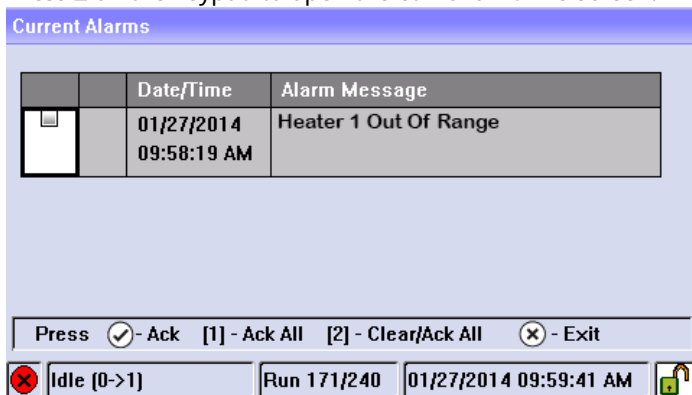 Current Alarms
Date/Time Alarm Message
01/27/2014 Heater 1 Out Of Range
09:58:19 AM
Press - Ack [1] - Ack All [2] - Clear/Ack All - Exit
Idle (0->1) Run 171/240 01/27/2014 09:59:41 AM